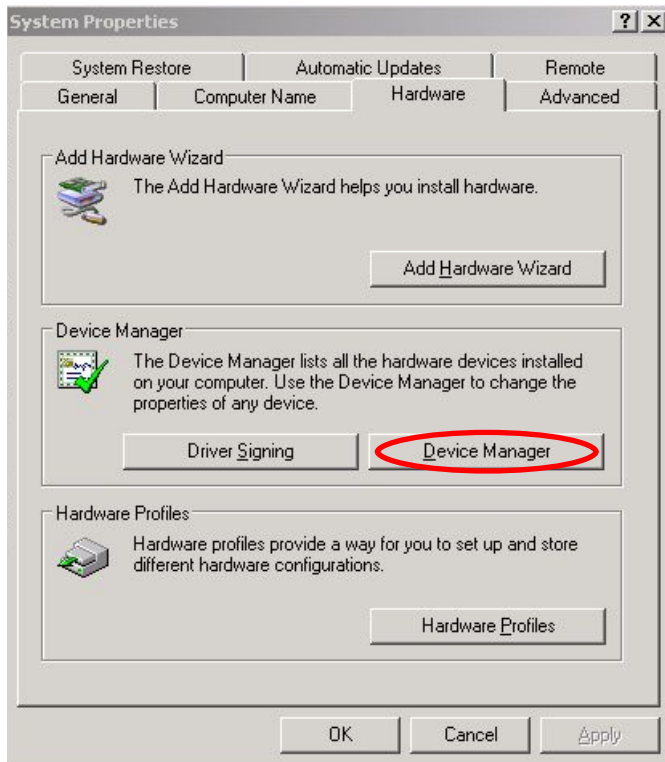 System Properties
System Restore Automatic Updates Remote
General Computer Name Hardware Advanced
Add Hardware Wizard
The Add Hardware Wizard helps you install hardware.
Add Hardware Wizard
Device Manager
The Device Manager lists all the hardware devices installed
on your computer. Use the Device Manager to change the
properties of any device.
Driver Signing Device Manager
Hardware Profiles
Hardware profiles provide a way for you to set up and store
different hardware configurations.
Hardware Profiles
OK Cancel Apply